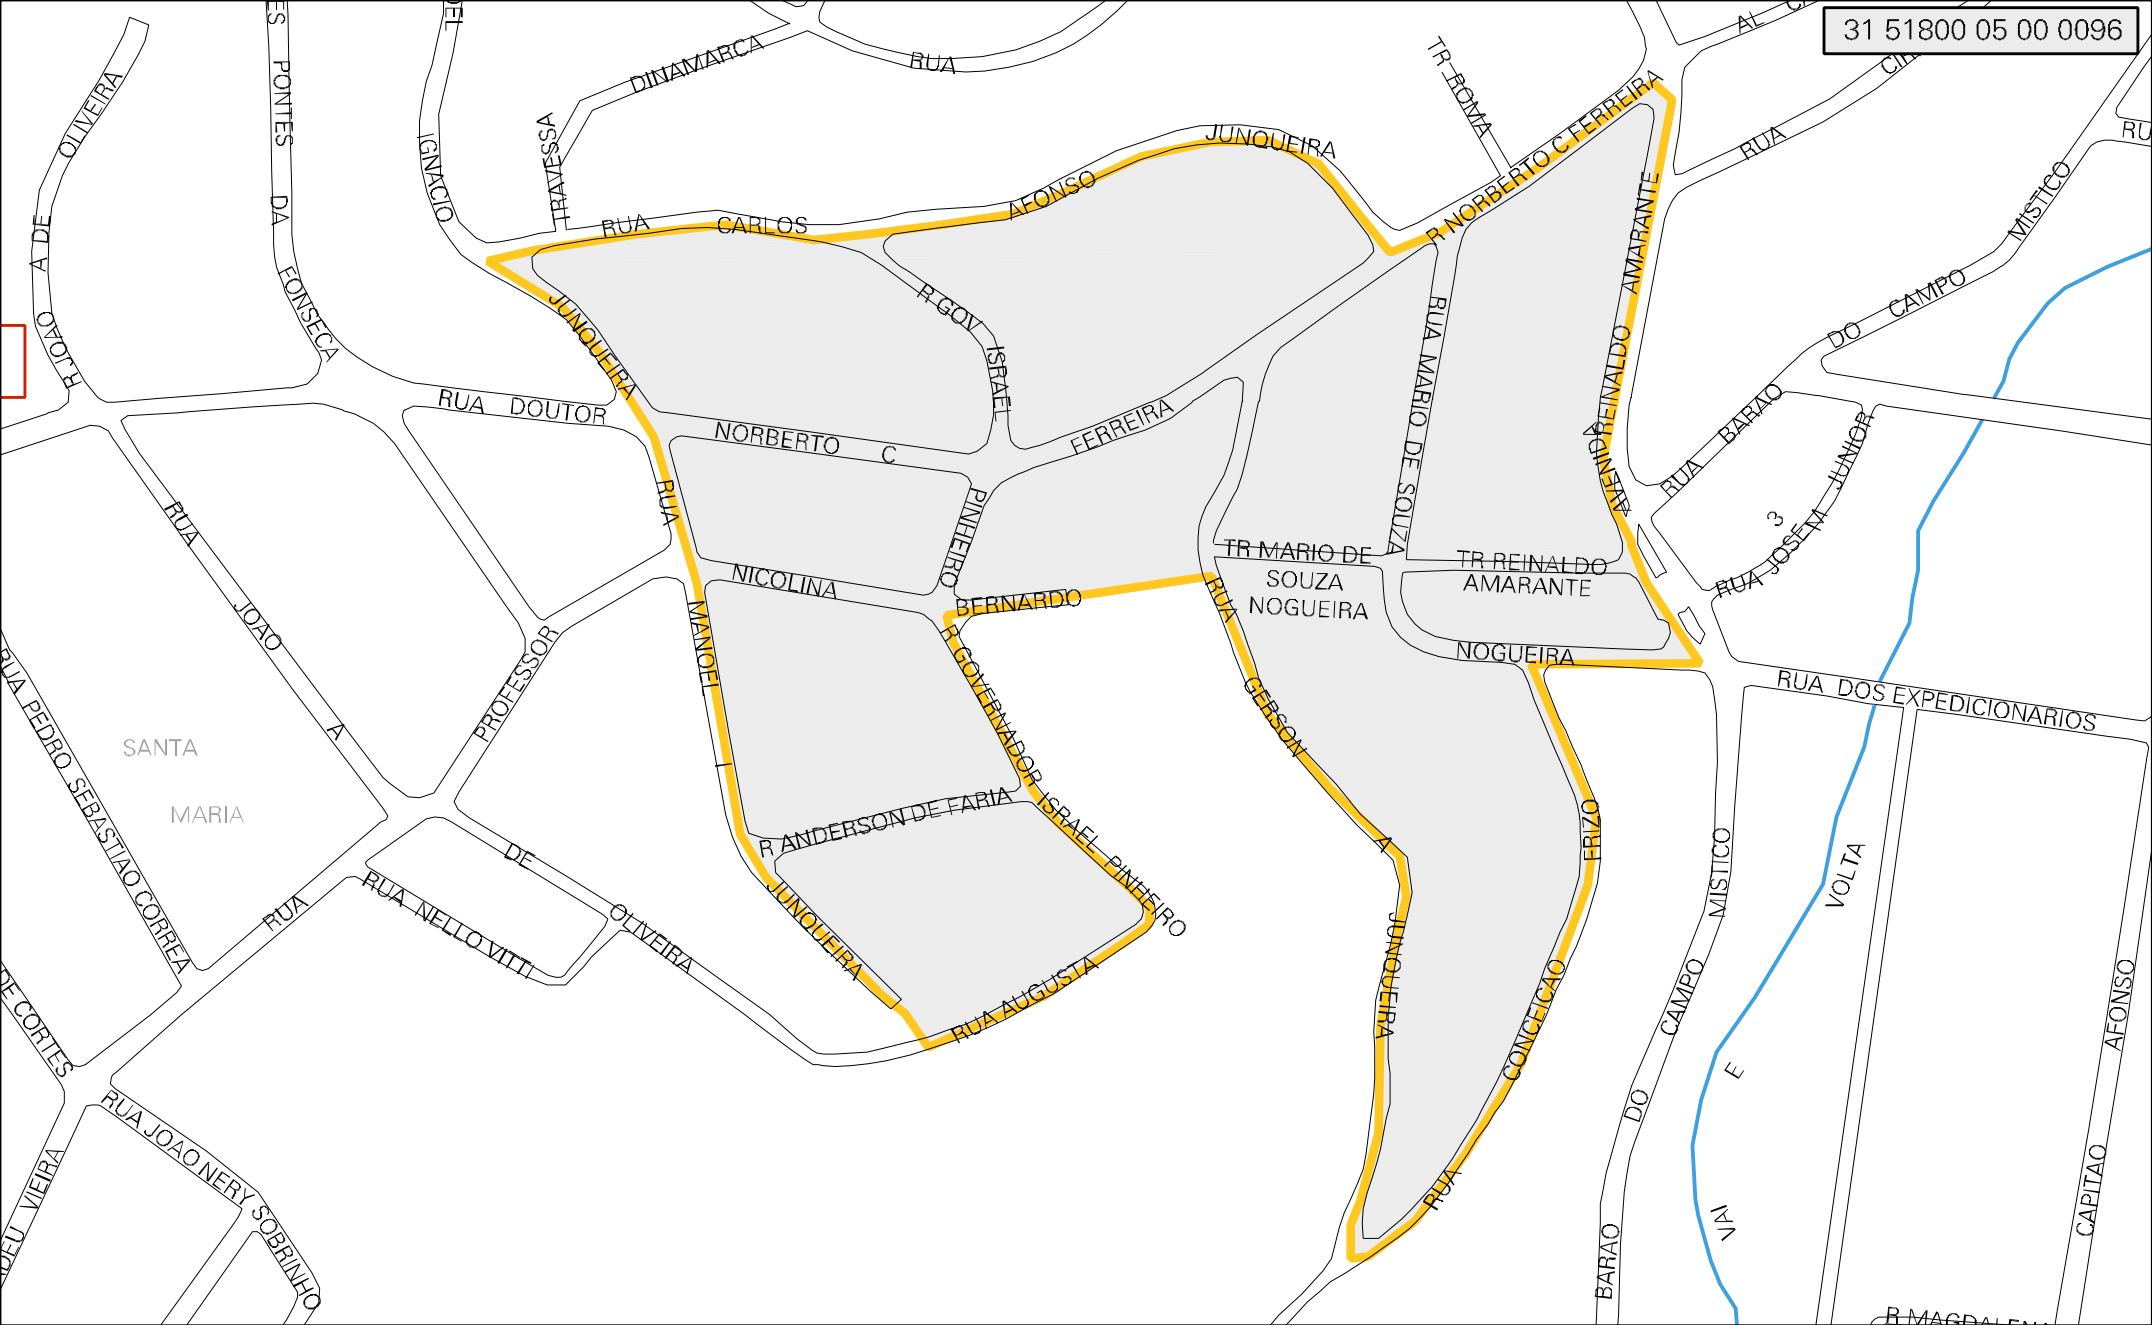 31 51800 05 00 0096
OLIVEIRA
A DE
R JOAO
PONTES
DA
FONSECA
IGNACIO
TRAVESSA
DINAMARCA
RUA
TR ROMA
AL
RUA
MISTICO
CAMPO
DO
BARAO
RUA
RUA
CARLOS
AFONSO
JUNQUEIRA
R NORBERTO C FERREIRA
AMARANTE
REINALDO
AVENIDA
JUNQUEIRA
RUA
MANOEL
I
JUNQUEIRA
R GOV
ISRAEL
PINHEIRO
RUA MARIO DE SOUZA
NOGUEIRA
RUA DOUTOR
NORBERTO C
FERREIRA
NICOLINA
BERNARDO
TR MARIO DE
SOUZA
NOGUEIRA
TR REINALDO
AMARANTE
RUA JOSE M JUNIOR
3
RUA DOS EXPEDICIONARIOS
RUA
JOAO
A
PROFESSOR
RUA
SANTA
MARIA
RUA PEDRO SEBASTIAO CORREA
R GOVERNADOR ISRAEL PINHEIRO
R ANDERSON DE FARIA
RUA AUGUSTA
DE
OLIVEIRA
RUA NELLO VITTI
RUA
GERSON
A
JUNQUEIRA
RUA
CONCEICAO
FRIZO
BARAO
DO
CAMPO
MISTICO
VAI
E
VOLTA
CAPITAO
AFONSO
DE CORTES
RUA JOAO NERY SOBRINHO
VIEIRA
R MAGDALENA